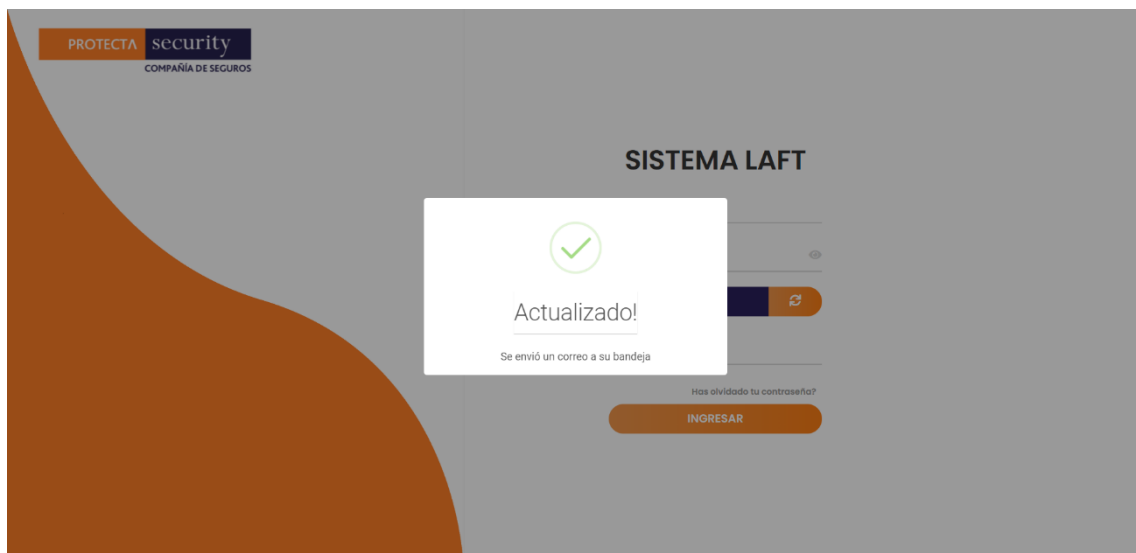 PROTECTA security
COMPAÑÍA DE SEGUROS
SISTEMA LAFT
Actualizado!
Se envió un correo a su bandeja
Has olvidado tu contraseña?
INGRESAR